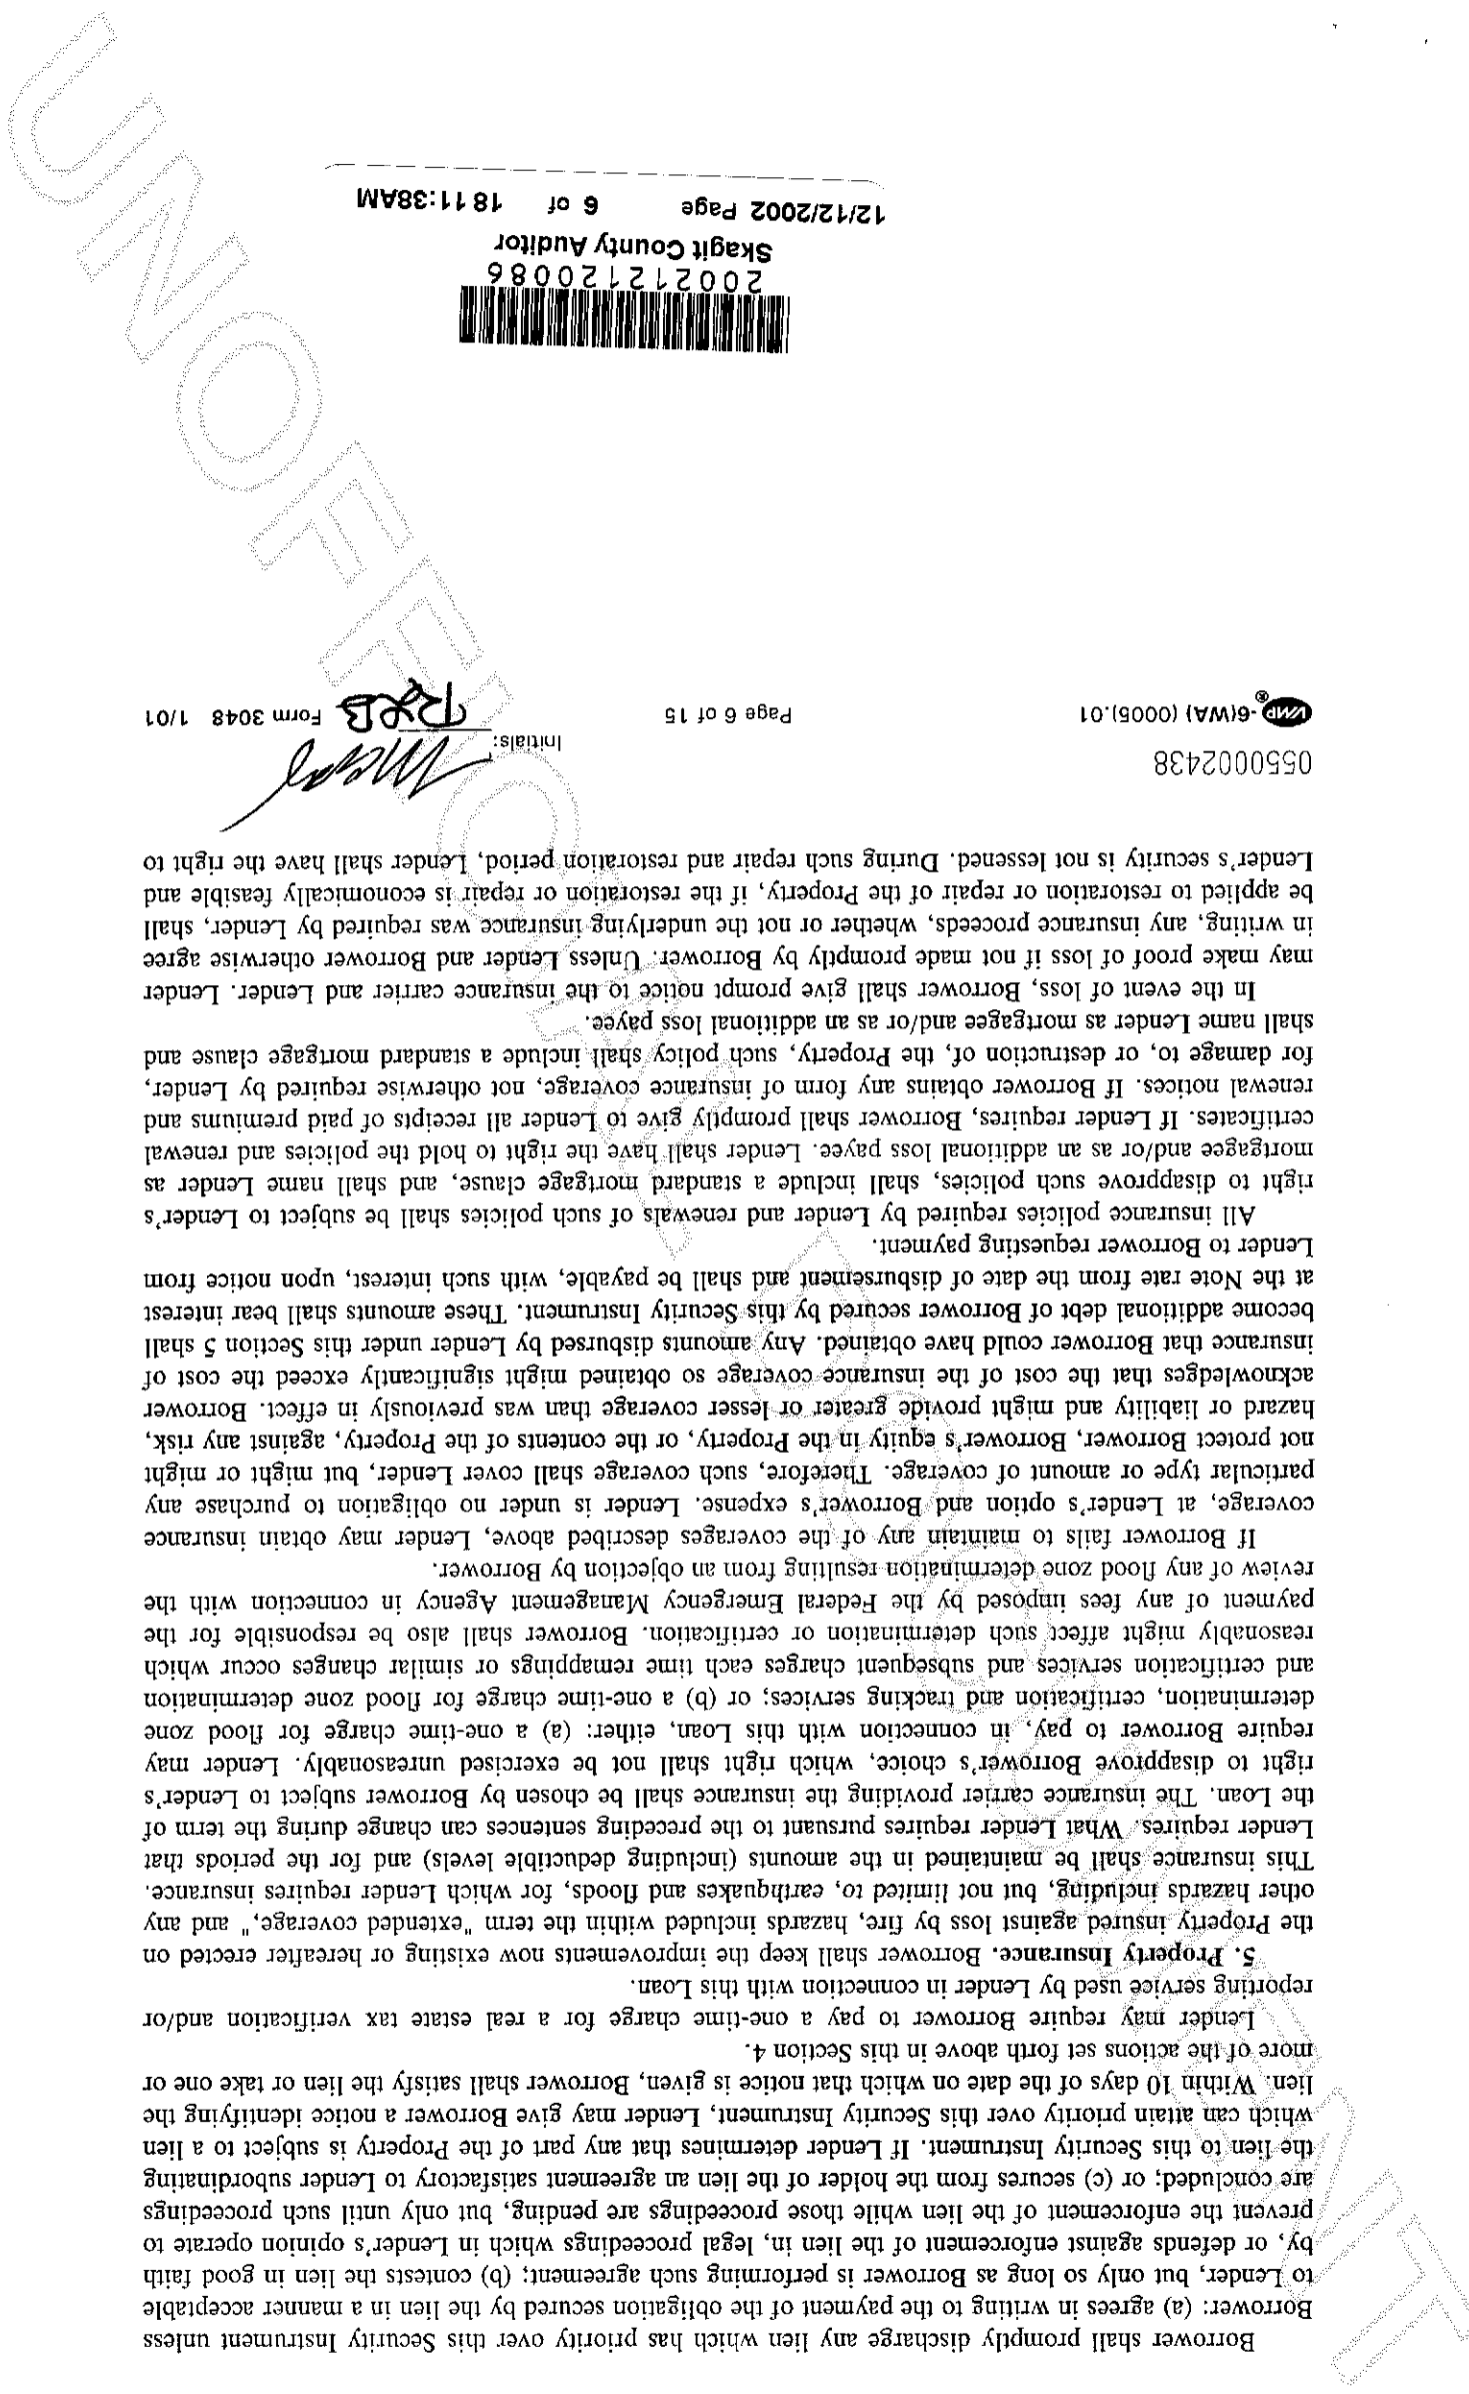 Borrower shall promptly discharge any lien which has priority over this Security Instrument unless
Borrower: (a) agrees in writing to the payment of the obligation secured by the lien in a manner acceptable
to Lender, but only so long as Borrower is performing such agreement; (b) contests the lien in good faith
by, or defends against enforcement of the lien in, legal proceedings which in Lender's opinion operate to
prevent the enforcement of the lien while those proceedings are pending, but only until such proceedings
are concluded; or (c) secures from the holder of the lien an agreement satisfactory to Lender subordinating
the lien to this Security Instrument. If Lender determines that any part of the Property is subject to a lien
which can attain priority over this Security Instrument, Lender may give Borrower a notice identifying the
lien. Within 10 days of the date on which that notice is given, Borrower shall satisfy the lien or take one or
more of the actions set forth above in this Section 4.
Lender may require Borrower to pay a one-time charge for a real estate tax verification and/or
reporting service used by Lender in connection with this Loan.
5. Property Insurance. Borrower shall keep the improvements now existing or hereafter erected on
the Property insured against loss by fire, hazards included within the term "extended coverage," and any
other hazards including, but not limited to, earthquakes and floods, for which Lender requires insurance.
This insurance shall be maintained in the amounts (including deductible levels) and for the periods that
Lender requires. What Lender requires pursuant to the preceding sentences can change during the term of
the Loan. The insurance carrier providing the insurance shall be chosen by Borrower subject to Lender's
right to disapprove Borrower's choice, which right shall not be exercised unreasonably. Lender may
require Borrower to pay, in connection with this Loan, either: (a) a one-time charge for flood zone
determination, certification and tracking services; or (b) a one-time charge for flood zone determination
and certification services and subsequent charges each time remappings or similar changes occur which
reasonably might affect such determination or certification. Borrower shall also be responsible for the
payment of any fees imposed by the Federal Emergency Management Agency in connection with the
review of any flood zone determination resulting from an objection by Borrower.
If Borrower fails to maintain any of the coverages described above, Lender may obtain insurance
coverage, at Lender's option and Borrower's expense. Lender is under no obligation to purchase any
particular type or amount of coverage. Therefore, such coverage shall cover Lender, but might or might
not protect Borrower, Borrower's equity in the Property, or the contents of the Property, against any risk,
hazard or liability and might provide greater or lesser coverage than was previously in effect. Borrower
acknowledges that the cost of the insurance coverage so obtained might significantly exceed the cost of
insurance that Borrower could have obtained. Any amounts disbursed by Lender under this Section 5 shall
become additional debt of Borrower secured by this Security Instrument. These amounts shall bear interest
at the Note rate from the date of disbursement and shall be payable, with such interest, upon notice from
Lender to Borrower requesting payment.
All insurance policies required by Lender and renewals of such policies shall be subject to Lender's
right to disapprove such policies, shall include a standard mortgage clause, and shall name Lender as
mortgagee and/or as an additional loss payee. Lender shall have the right to hold the policies and renewal
certificates. If Lender requires, Borrower shall promptly give to Lender all receipts of paid premiums and
renewal notices. If Borrower obtains any form of insurance coverage, not otherwise required by Lender,
for damage to, or destruction of, the Property, such policy shall include a standard mortgage clause and
shall name Lender as mortgagee and/or as an additional loss payee.
In the event of loss, Borrower shall give prompt notice to the insurance carrier and Lender. Lender
may make proof of loss if not made promptly by Borrower. Unless Lender and Borrower otherwise agree
in writing, any insurance proceeds, whether or not the underlying insurance was required by Lender, shall
be applied to restoration or repair of the Property, if the restoration or repair is economically feasible and
Lender's security is not lessened. During such repair and restoration period, Lender shall have the right to
0550002438
Initials:
VMP®-6(WA) (0005).01 Page 6 of 15 Form 3048 1/01
200212120086
Skagit County Auditor
12/12/2002 Page 6 of 18 11:38AM
UNOFFICIAL DOCUMENT